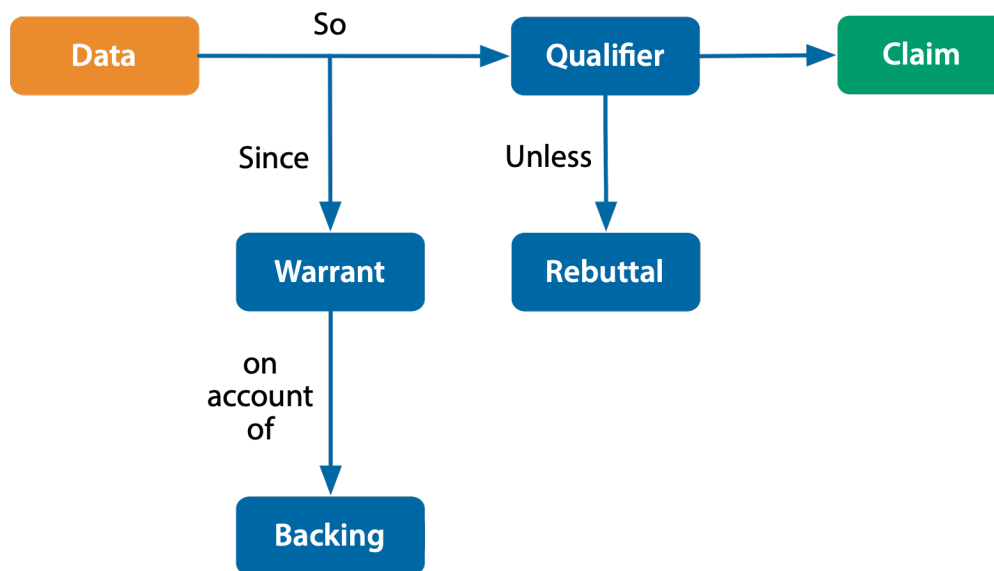 So
Data
Qualifier
Claim
Since
Unless
Warrant
Rebuttal
on
account
of
Backing